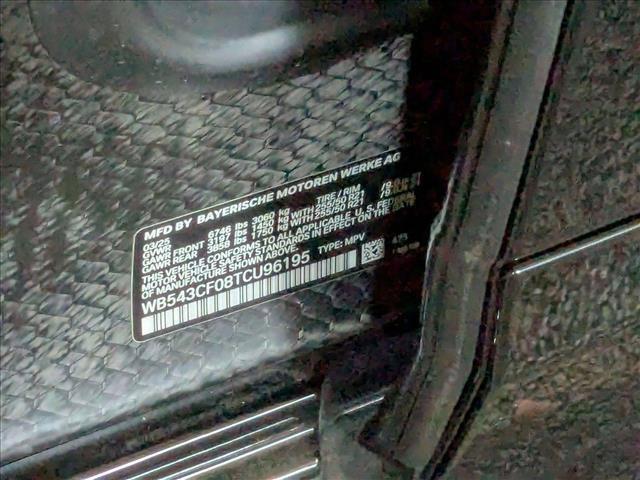 MFD BY BAYERISCHE MOTOREN WERKE AG
03/25 TIRE / RIM
GVWR 6746 lbs 3060 kg
GAWR FRONT 3197 lbs 1450 kg WITH 255/50 R21
GAWR REAR 3858 lbs 1750 kg WITH 255/50 R21
THIS VEHICLE CONFORMS TO ALL APPLICABLE U.S. FEDERAL
MOTOR VEHICLE SAFETY STANDARDS IN EFFECT ON THE DATE
OF MANUFACTURE SHOWN ABOVE.
WB543CF08TCU96195 TYPE: MPV